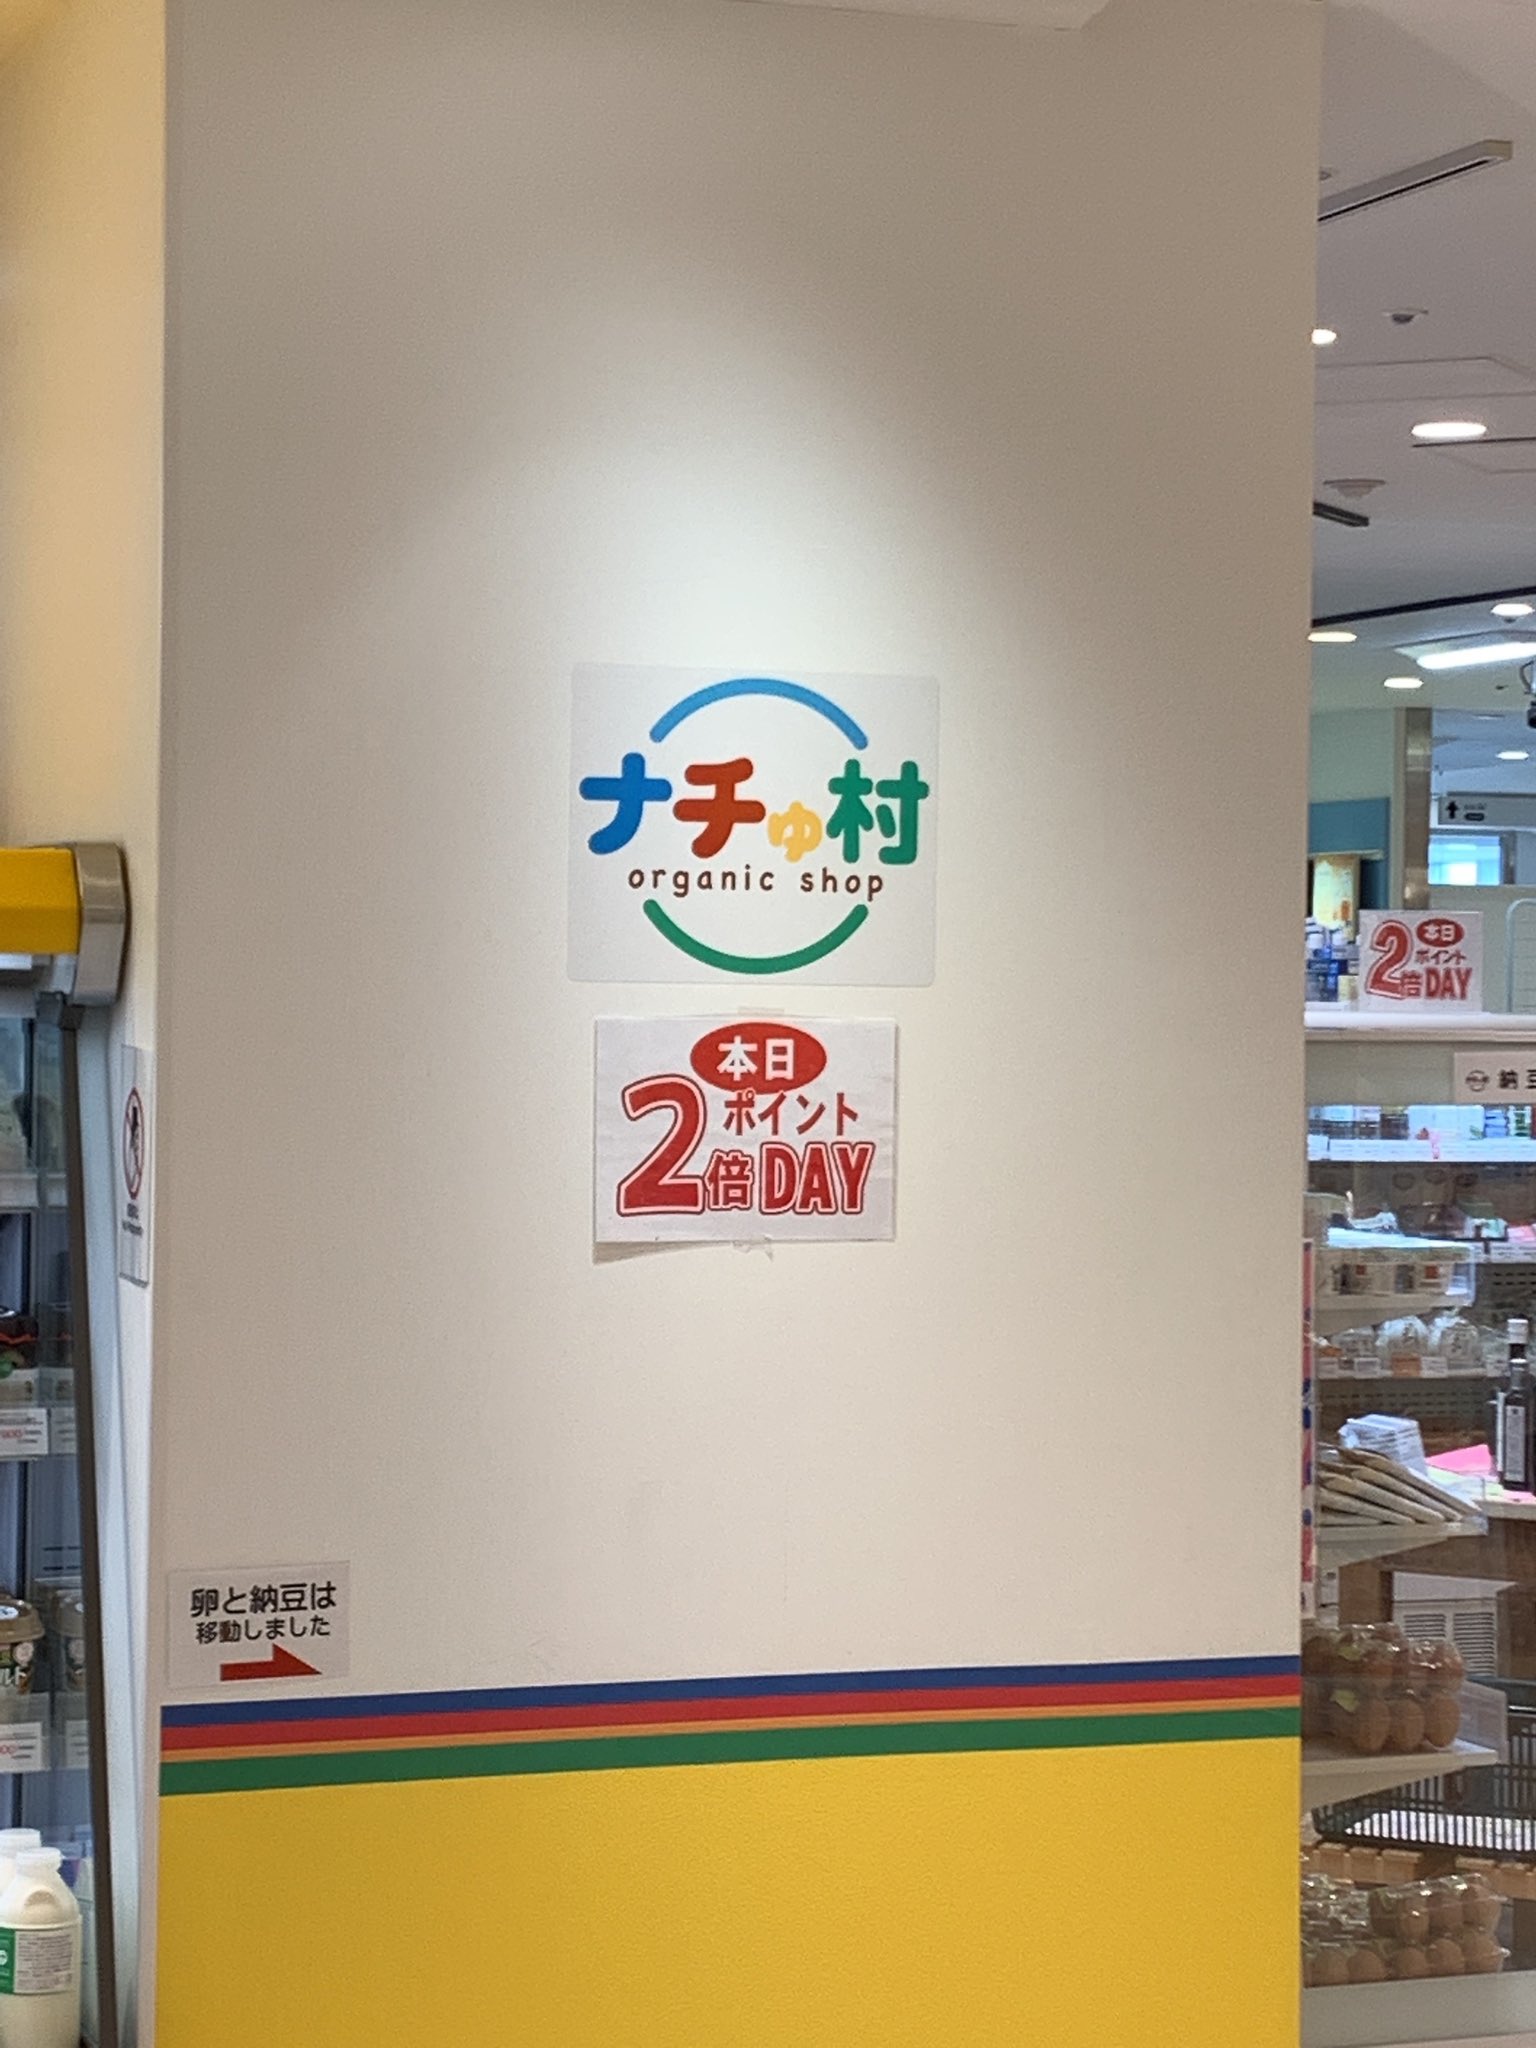 ナチゅ村
organic shop
本日
ポイント
2倍DAY
本日
ポイント
2倍DAY
納豆
卵と納豆は
移動しました